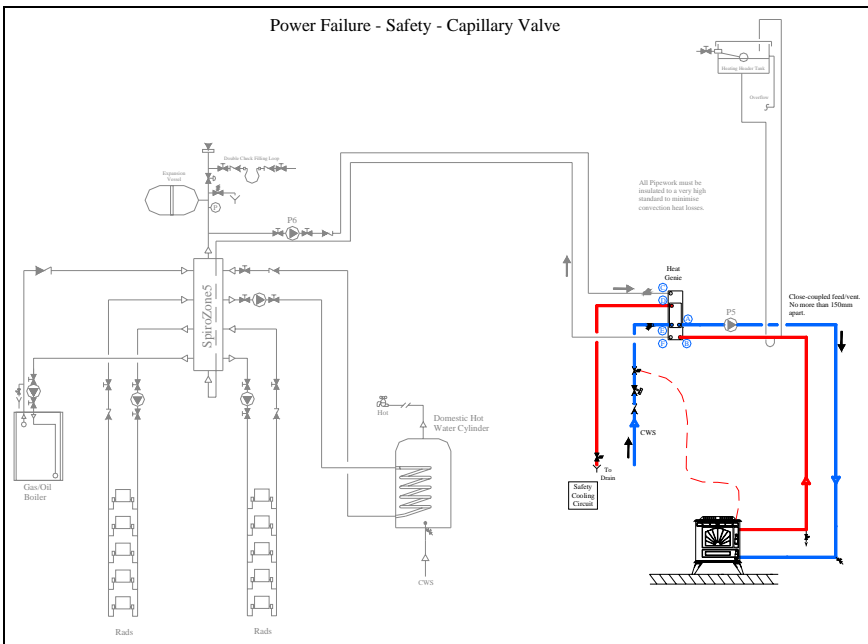 Power Failure - Safety - Capillary Valve
Heating Header Tank
Overflow
Double Check Filling Loop
Expansion
Vessel
P
P6
All Pipework must be
insulated to a very high
standard to minimise
convection heat losses.
Heat
Genie
C
D
A
E
F
B
P5
Close-coupled feed/vent.
No more than 150mm
apart.
SpiroZone5
Hot
Domestic Hot
Water Cylinder
CWS
To
Drain
Safety
Cooling
Circuit
Gas/Oil
Boiler
CWS
Rads
Rads